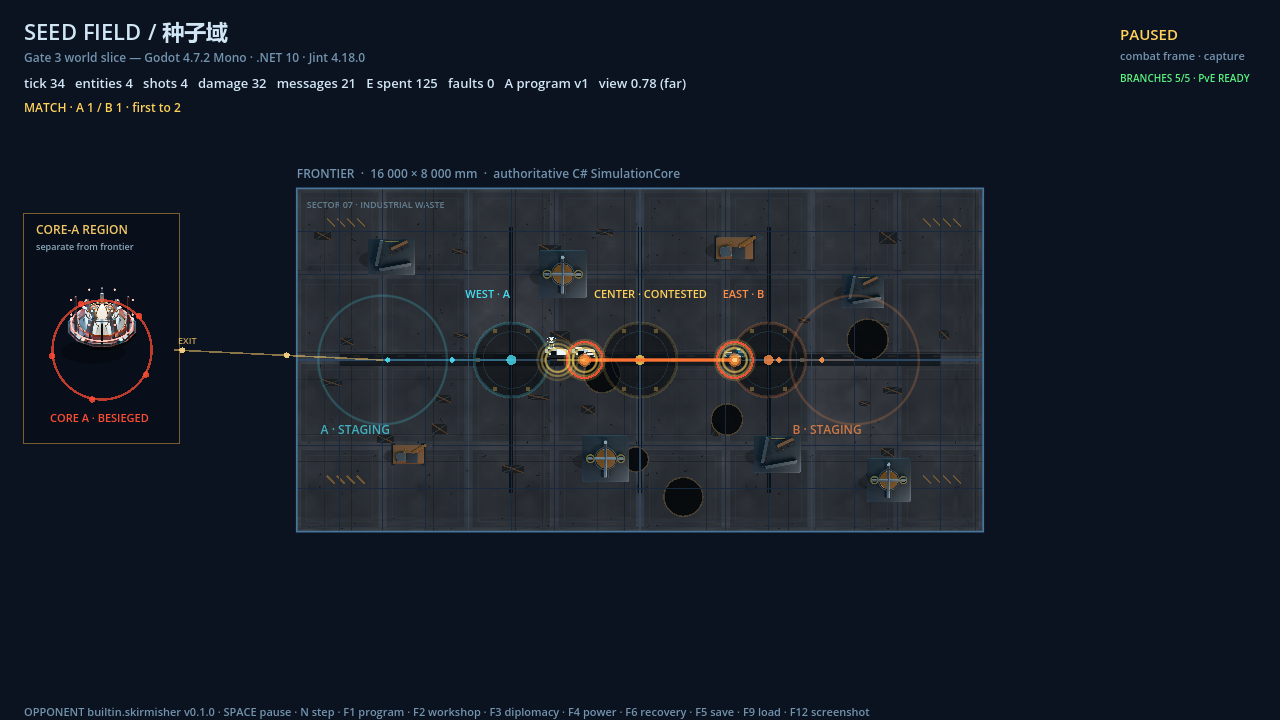 SEED FIELD / 种子域
Gate 3 world slice — Godot 4.7.2 Mono · .NET 10 · Jint 4.18.0
tick 34 entities 4 shots 4 damage 32 messages 21 E spent 125 faults 0 A program v1 view 0.78 (far)
MATCH · A 1 / B 1 · first to 2
PAUSED
combat frame · capture
BRANCHES 5/5 · PvE READY
FRONTIER · 16 000 × 8 000 mm · authoritative C# SimulationCore
SECTOR 07 · INDUSTRIAL WASTE
CORE-A REGION
separate from frontier
WEST · A
CENTER · CONTESTED
EAST · B
EXIT
CORE A · BESIEGED
A · STAGING
B · STAGING
OPPONENT builtin.skirmisher v0.1.0 · SPACE pause · N step · F1 program · F2 workshop · F3 diplomacy · F4 power · F6 recovery · F5 save · F9 load · F12 screenshot